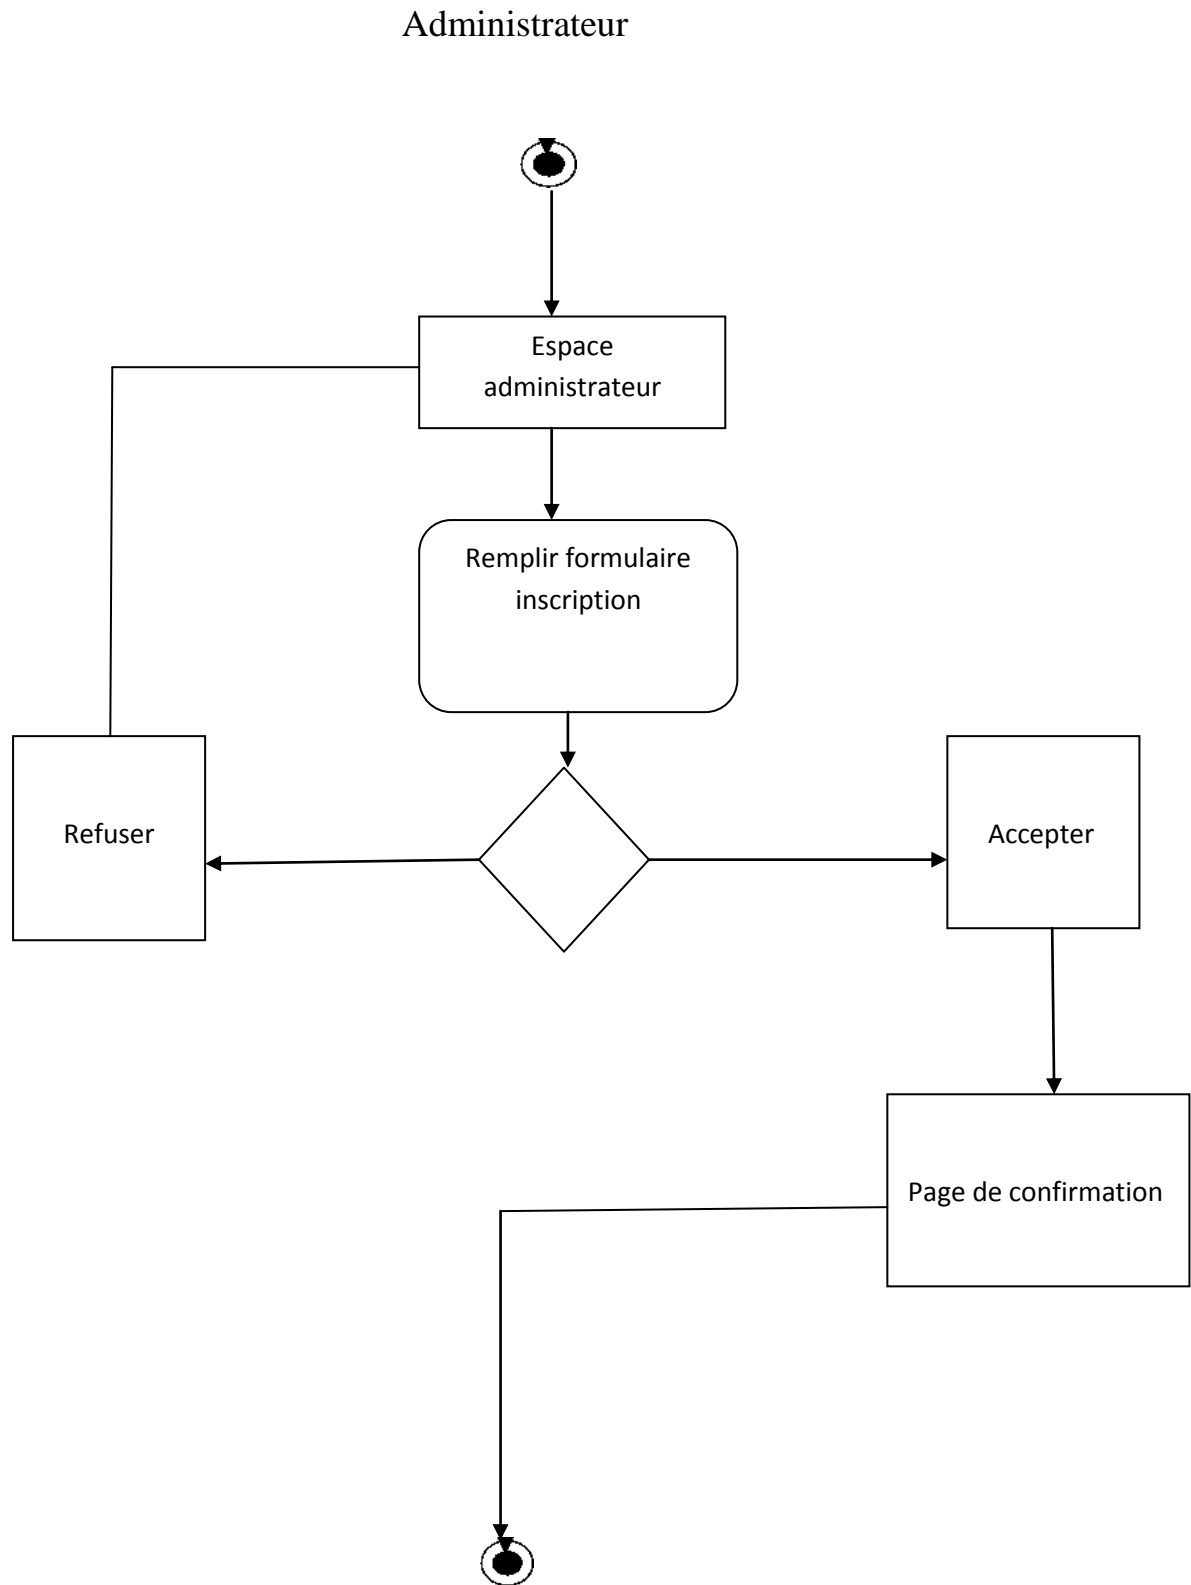 Administrateur
Espace
administrateur
Remplir formulaire
inscription
Refuser
Accepter
Page de confirmation